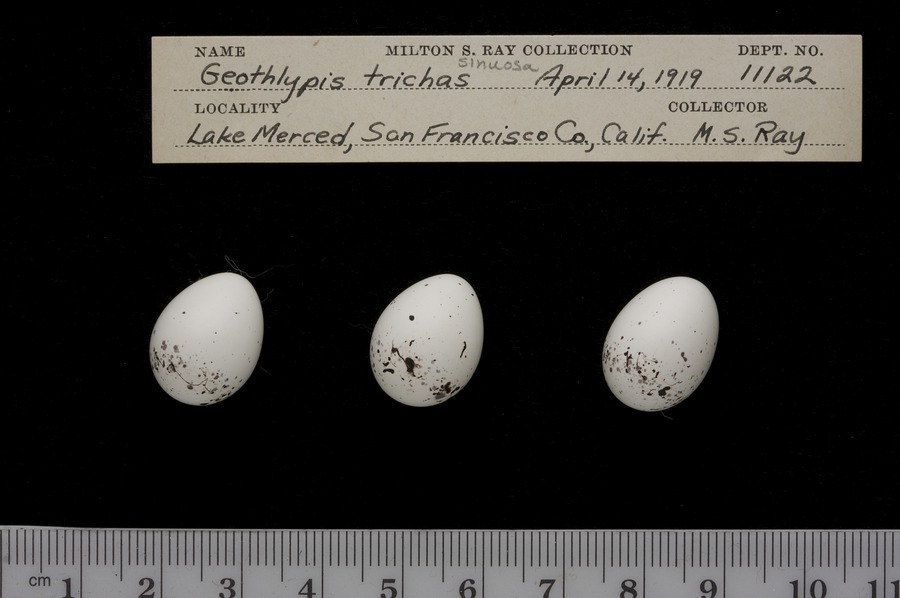 NAME MILTON S. RAY COLLECTION DEPT. NO.
sinuosa
Geothlypis trichas April 14, 1919 11122
LOCALITY COLLECTOR
Lake Merced, San Francisco Co., Calif. M. S. Ray
cm 1 2 3 4 5 6 7 8 9 10 11